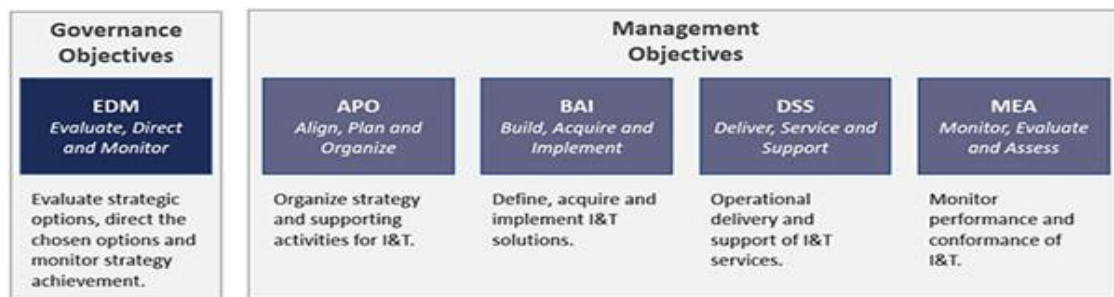 Governance
Objectives
EDM
Evaluate, Direct
and Monitor
Evaluate strategic
options, direct the
chosen options and
monitor strategy
achievement.
Management
Objectives
APO
Align, Plan and
Organize
Organize strategy
and supporting
activities for I&T.
BAI
Build, Acquire and
Implement
Define, acquire and
implement I&T
solutions.
DSS
Deliver, Service and
Support
Operational
delivery and
support of I&T
services.
MEA
Monitor, Evaluate
and Assess
Monitor
performance and
conformance of
I&T.